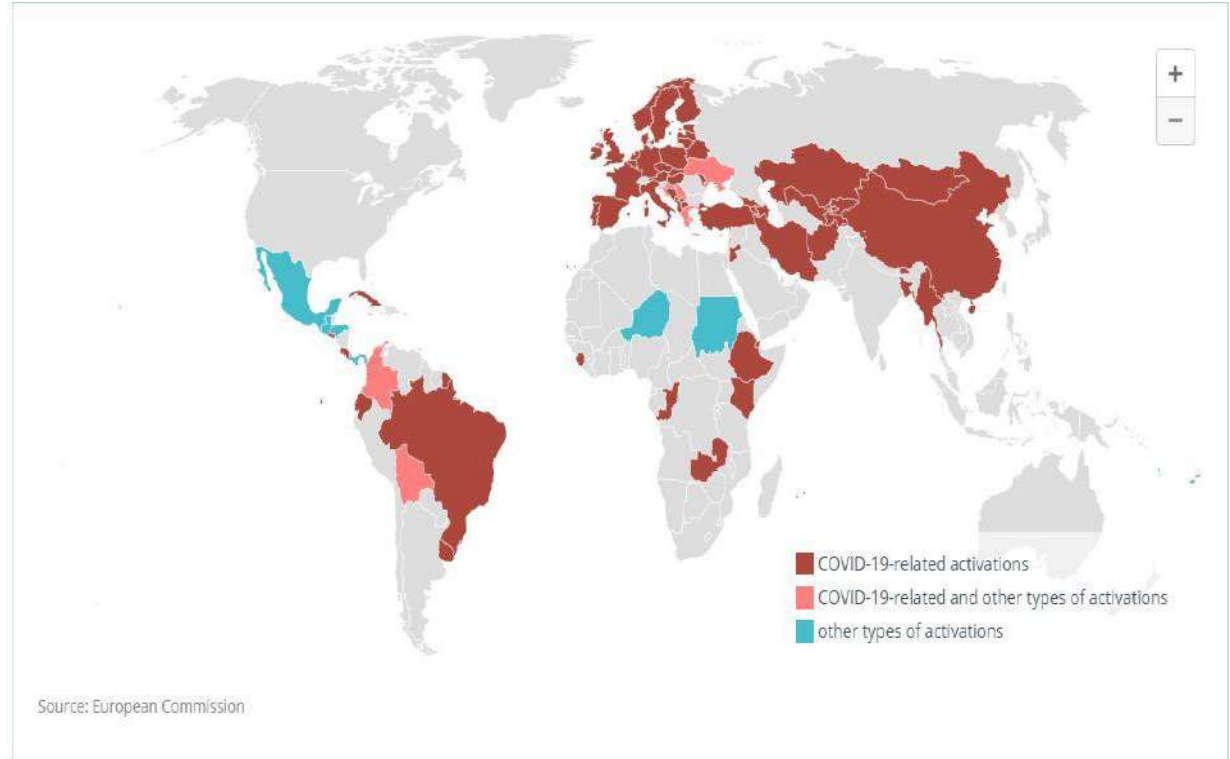 +
−
COVID-19-related activations
COVID-19-related and other types of activations
other types of activations
Source: European Commission